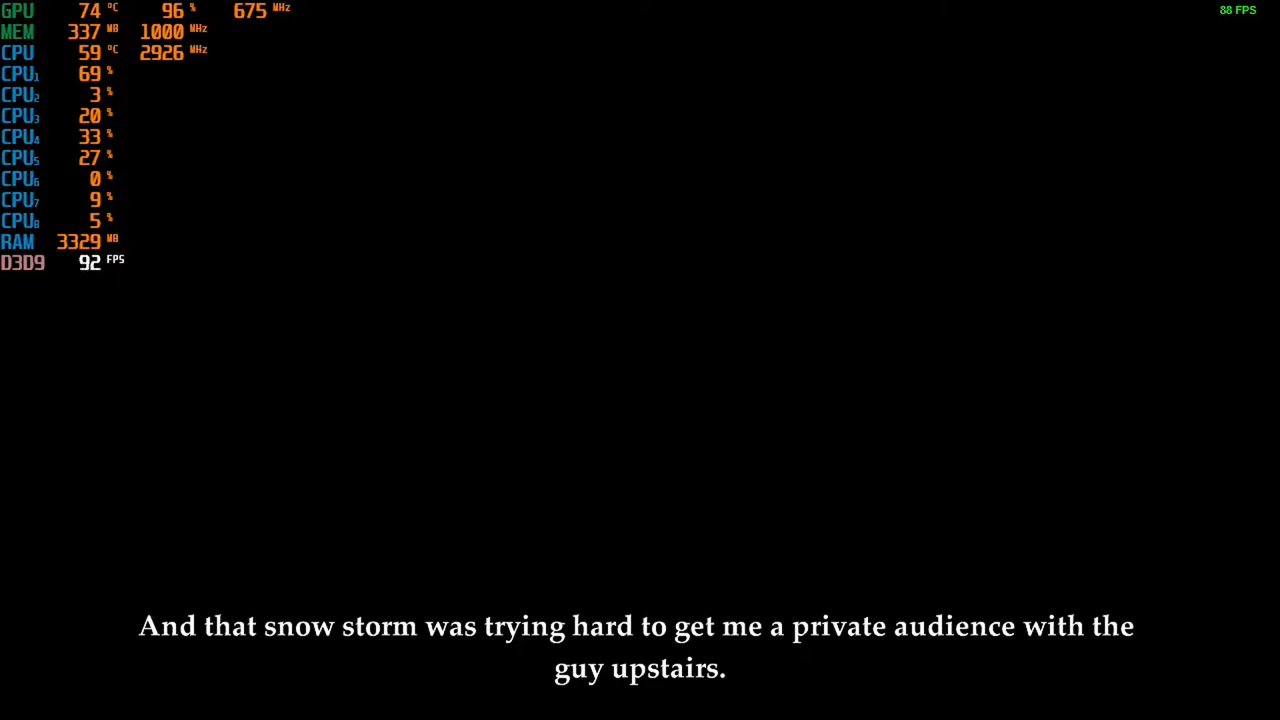 GPU 74 °C 96 % 675 MHz 88 FPS
MEM 337 MB 1000 MHz
CPU 59 °C 2926 MHz
CPU1 69 %
CPU2 3 %
CPU3 20 %
CPU4 33 %
CPU5 27 %
CPU6 0 %
CPU7 9 %
CPU8 5 %
RAM 3329 MB
D3D9 92 FPS
And that snow storm was trying hard to get me a private audience with the
guy upstairs.